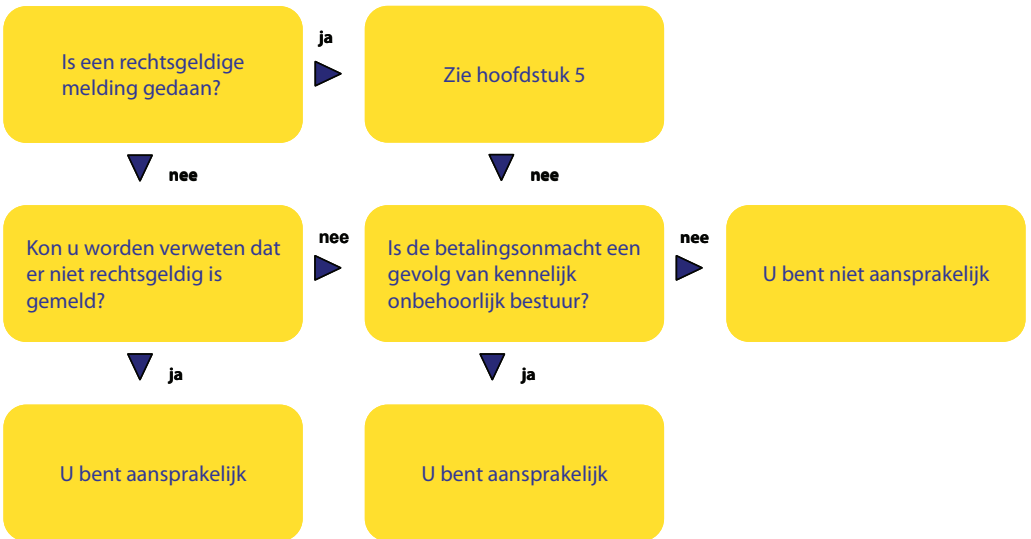 Is een rechtsgeldige
melding gedaan?
ja
Zie hoofdstuk 5
nee
nee
Kon u worden verweten dat
er niet rechtsgeldig is
gemeld?
nee
Is de betalingsonmacht een
gevolg van kennelijk
onbehoorlijk bestuur?
nee
U bent niet aansprakelijk
ja
ja
U bent aansprakelijk
U bent aansprakelijk